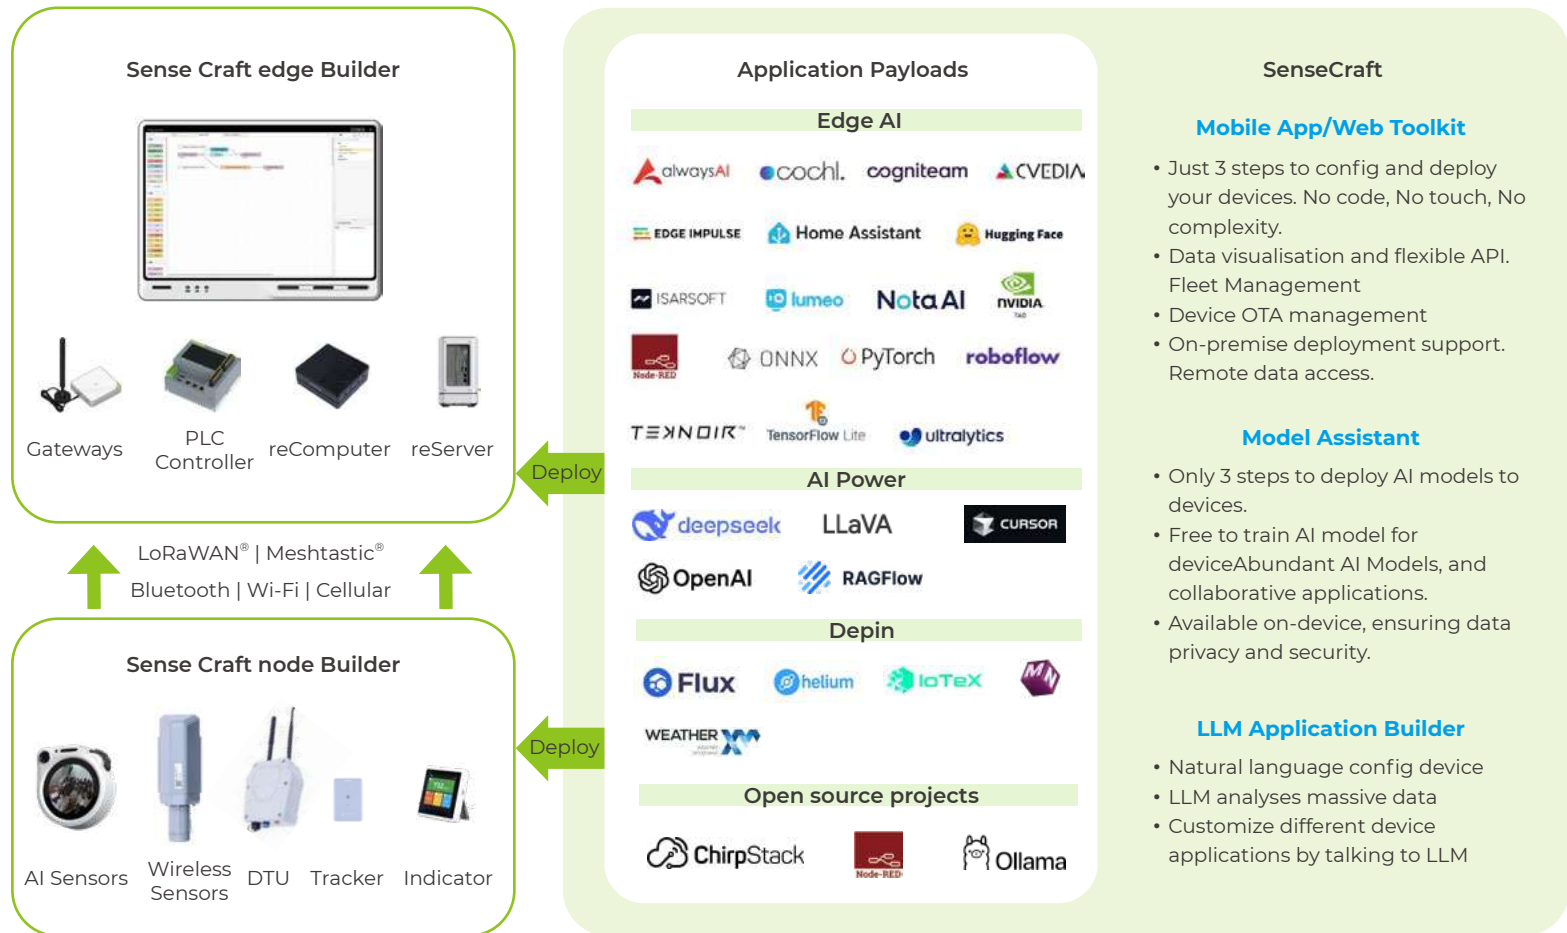 Sense Craft edge Builder
Gateways
PLC
Controller
reComputer
reServer
LoRaWAN® | Meshtastic®
Bluetooth | Wi-Fi | Cellular
Sense Craft node Builder
AI Sensors
Wireless
Sensors
DTU
Tracker
Indicator
Deploy
Deploy
Application Payloads
Edge AI
alwaysAI
cochl.
cogniteam
CVEDIA
EDGE IMPULSE
Home Assistant
Hugging Face
ISARSOFT
lumeo
Nota AI
NVIDIA
TAO
Node-RED
ONNX
PyTorch
roboflow
TEKNOIR™
TensorFlow Lite
ultralytics
AI Power
deepseek
LLaVA
CURSOR
OpenAI
RAGFlow
Depin
Flux
helium
IoTeX
MN
WEATHER XM
Open source projects
ChirpStack
Node-RED
Ollama
SenseCraft
Mobile App/Web Toolkit
• Just 3 steps to config and deploy
your devices. No code, No touch, No
complexity.
• Data visualisation and flexible API.
Fleet Management
• Device OTA management
• On-premise deployment support.
Remote data access.
Model Assistant
• Only 3 steps to deploy AI models to
devices.
• Free to train AI model for
deviceAbundant AI Models, and
collaborative applications.
• Available on-device, ensuring data
privacy and security.
LLM Application Builder
• Natural language config device
• LLM analyses massive data
• Customize different device
applications by talking to LLM